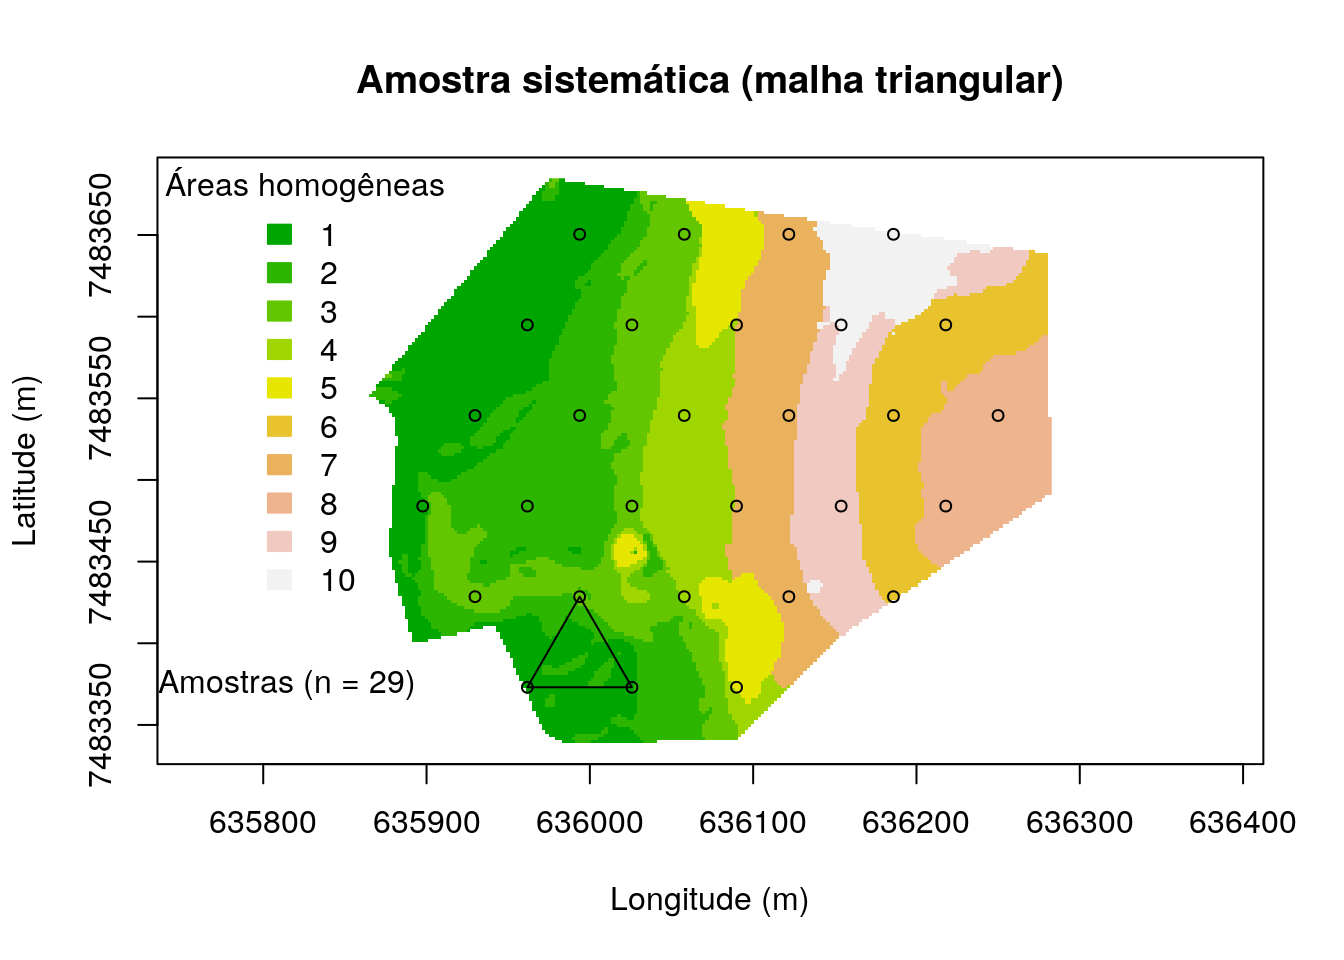 Amostra sistemática (malha triangular)
Áreas homogêneas
1
2
3
4
5
6
7
8
9
10
Amostras (n = 29)
Latitude (m)
7483650
7483550
7483450
7483350
635800 635900 636000 636100 636200 636300 636400
Longitude (m)